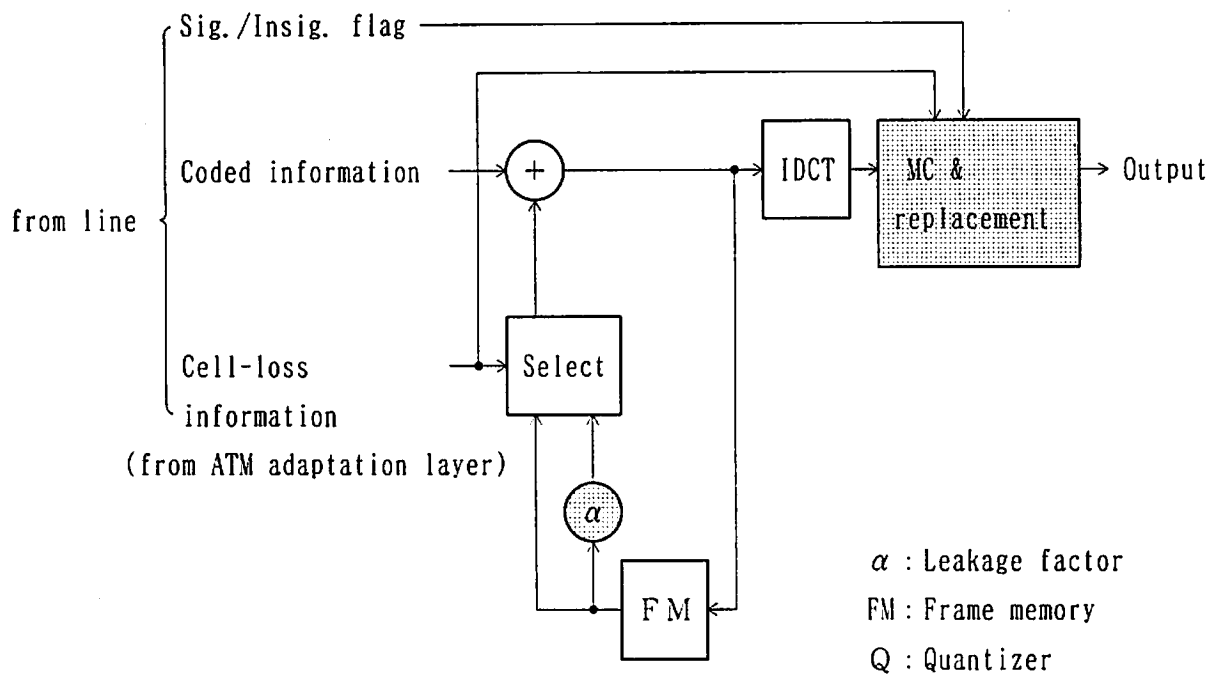 Sig./Insig. flag
Coded information
from line
Cell-loss
information
(from ATM adaptation layer)
+
Select
α
FM
IDCT
MC &
replacement
Output
α : Leakage factor
FM : Frame memory
Q : Quantizer